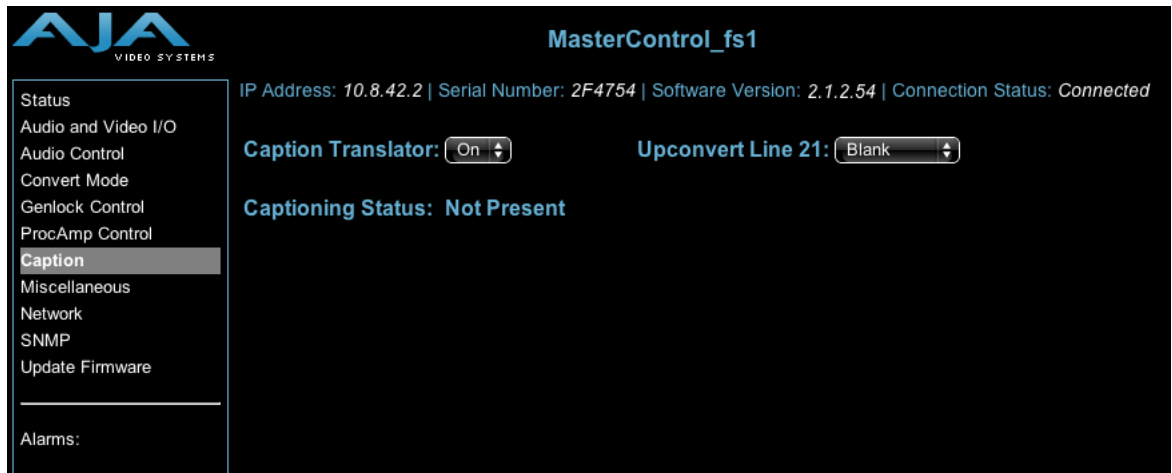 AJA
VIDEO SYSTEMS
MasterControl_fs1
IP Address: 10.8.42.2 | Serial Number: 2F4754 | Software Version: 2.1.2.54 | Connection Status: Connected
Status
Audio and Video I/O
Audio Control
Convert Mode
Genlock Control
ProcAmp Control
Caption
Miscellaneous
Network
SNMP
Update Firmware
Alarms:
Caption Translator: On Upconvert Line 21: Blank
Captioning Status: Not Present